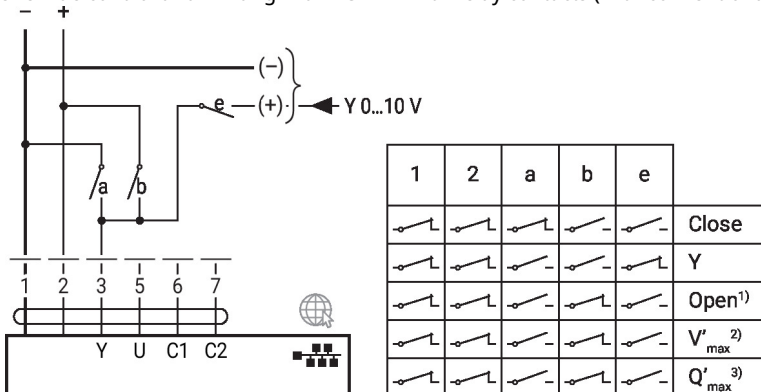 − +
(−)
e (+) Y 0...10 V
a b
1 2 3 5 6 7
Y U C1 C2
1 2 a b e
Close
Y
Open1)
V'max2)
Q'max3)